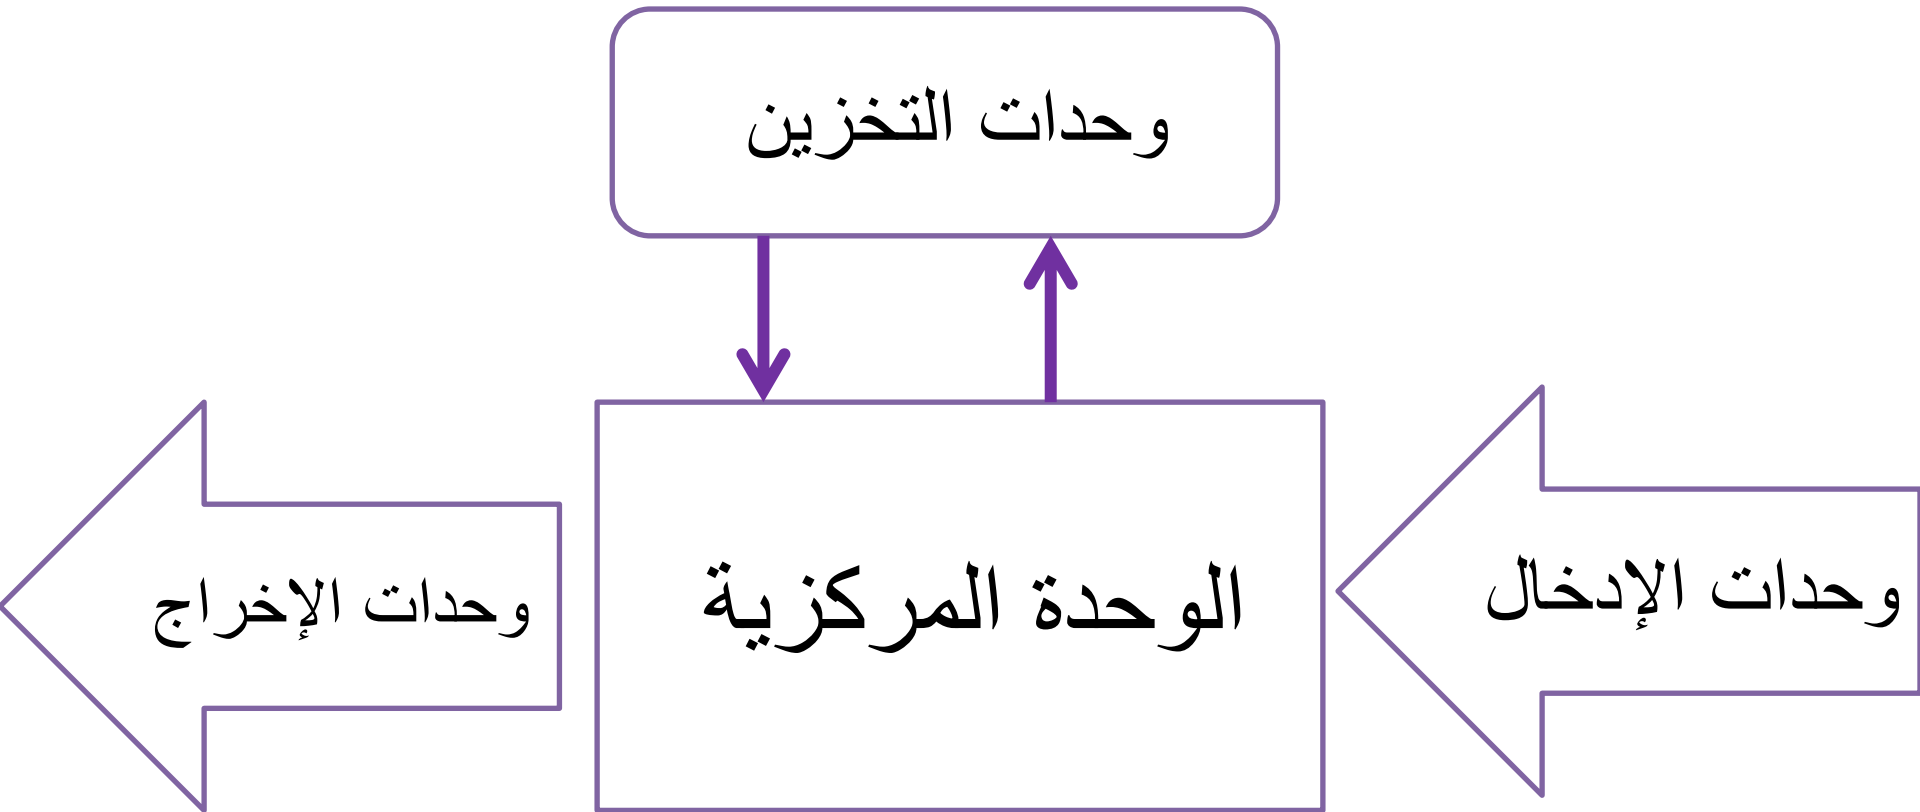 وحدات التخزين
وحدات الإدخال
الوحدة المركزية
وحدات الإخراج